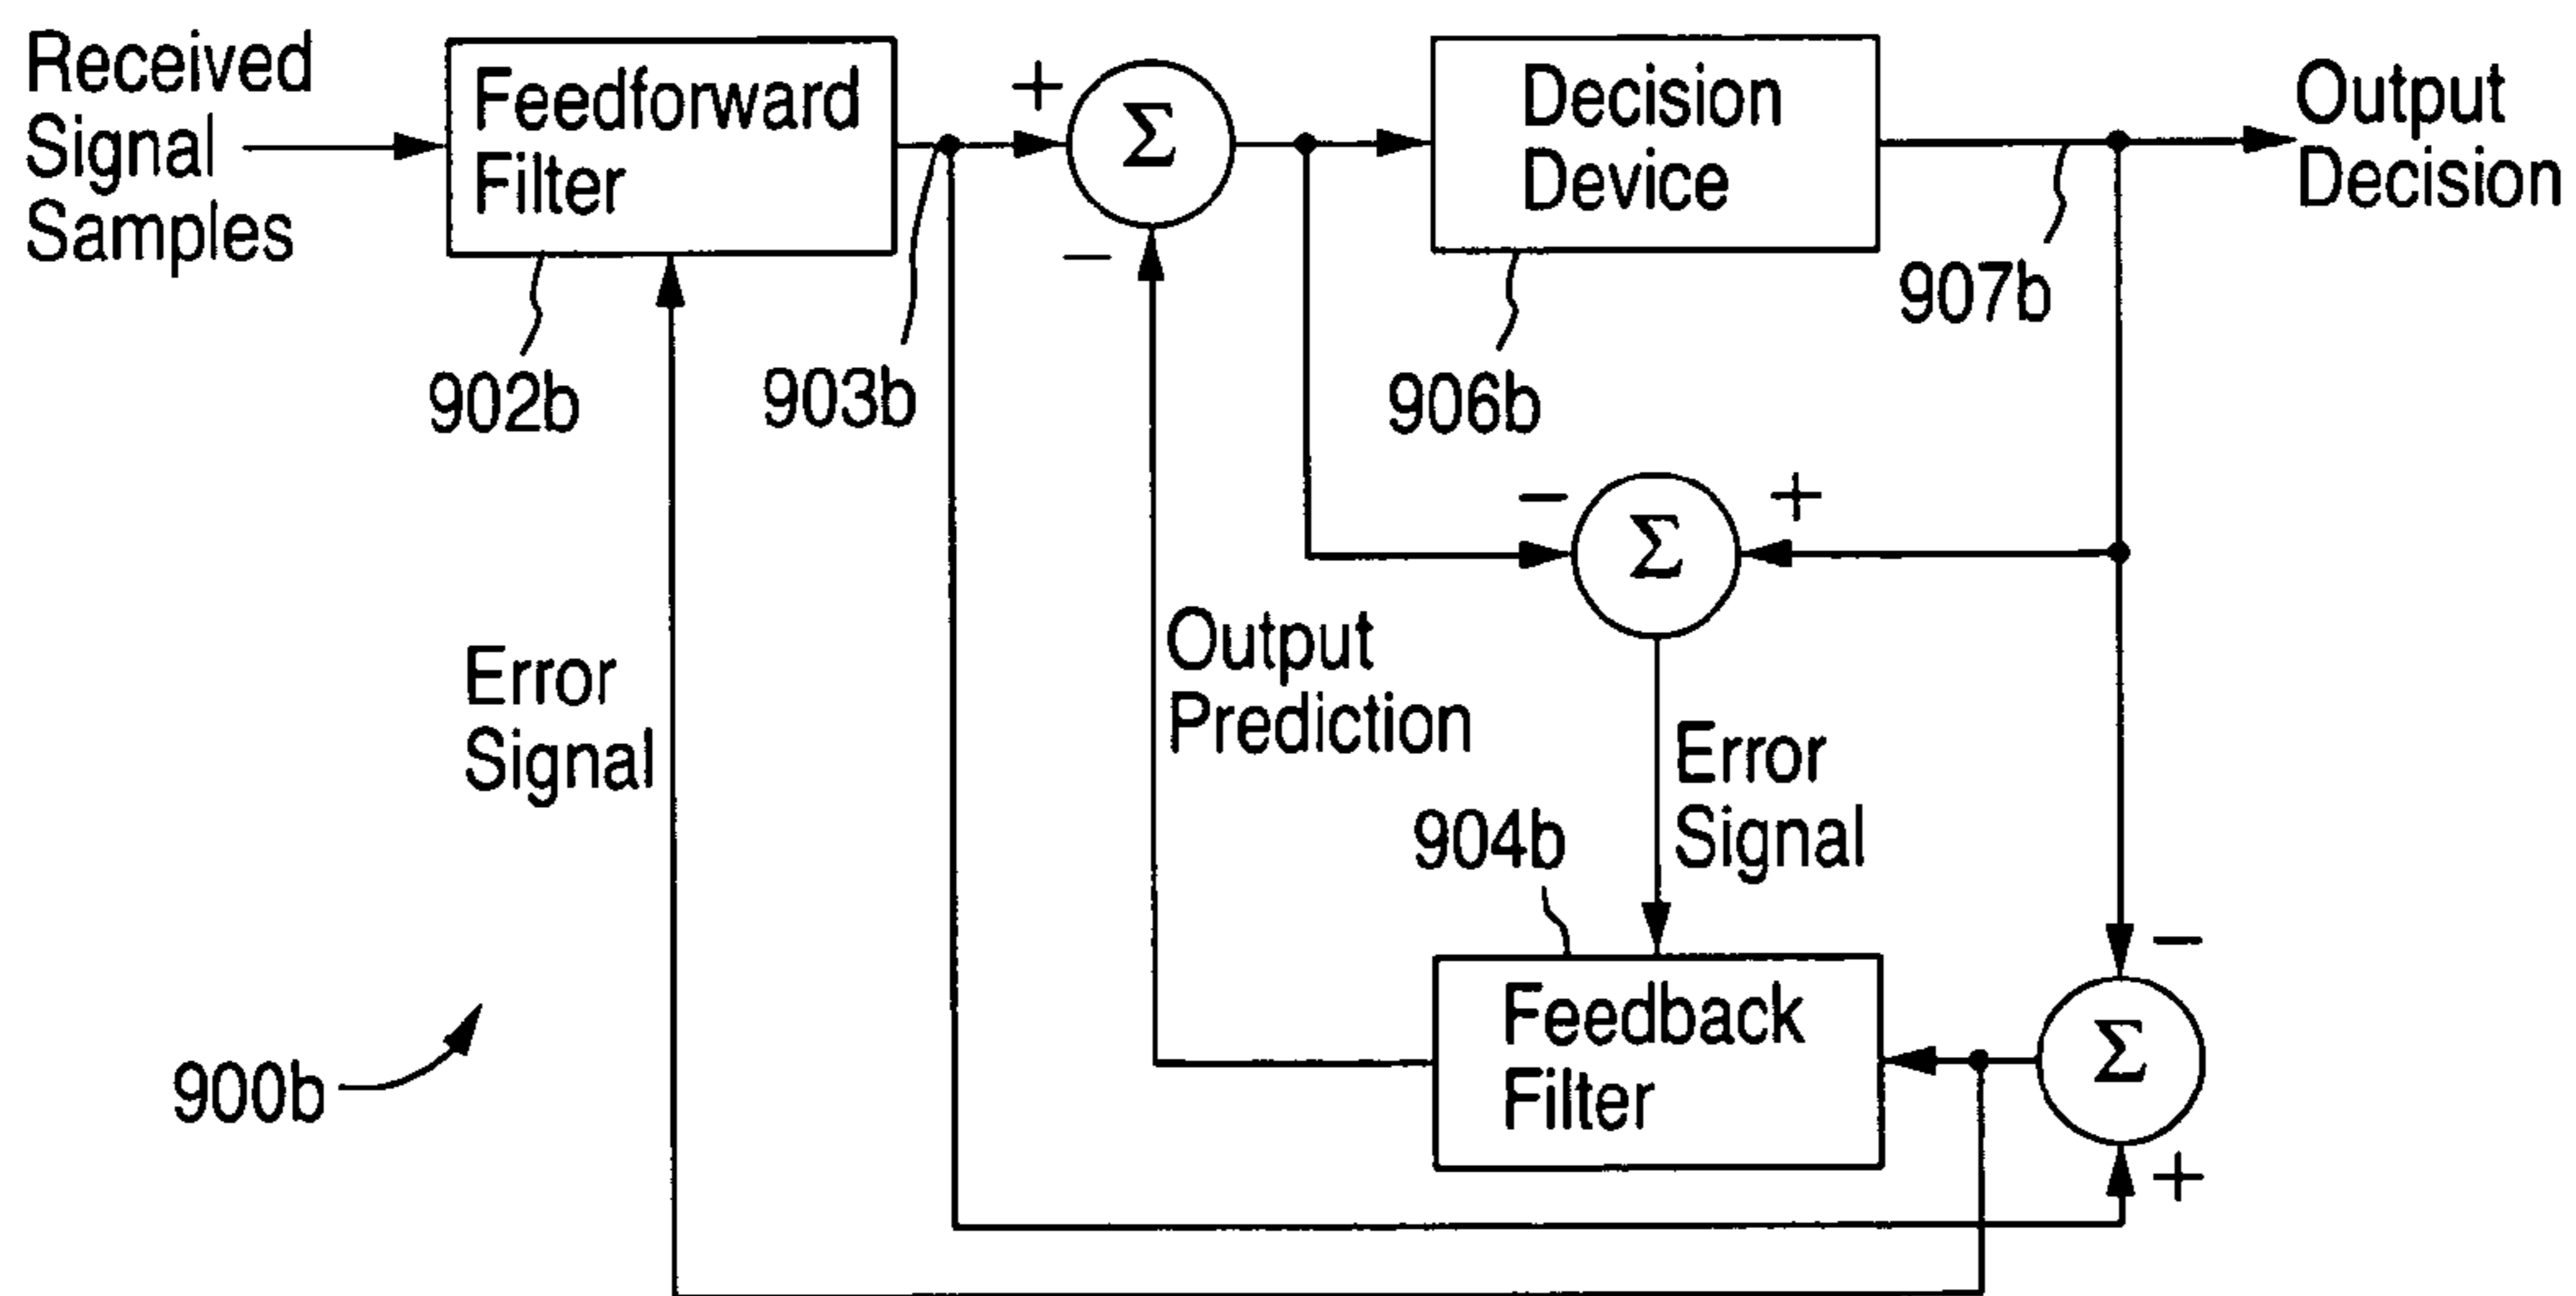 Received
Signal
Samples
Feedforward
Filter
+
Σ
−
Decision
Device
Output
Decision
902b
903b
906b
907b
−
Σ
+
Output
Prediction
Error
Signal
Error
Signal
904b
Feedback
Filter
−
Σ
+
900b